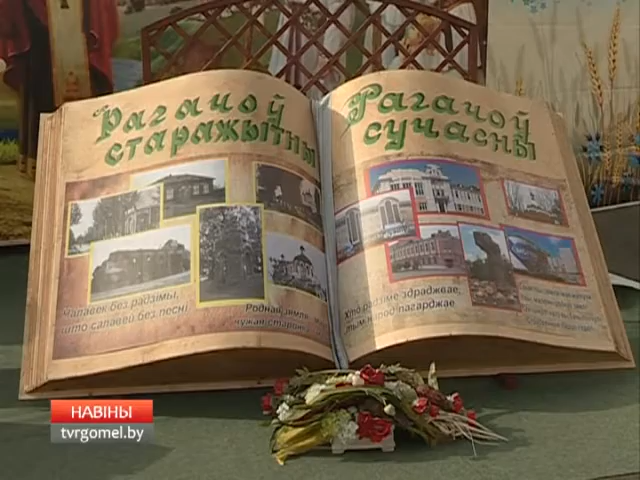 Рагачоў
старажытны
Чалавек без радзімы,
што салавей без песні
Родная зямля
чужая старонка
Рагачоў
сучасны
Хто радзіме здраджвае,
тым народ пагарджае
НАВІНЫ
tvrgomel.by